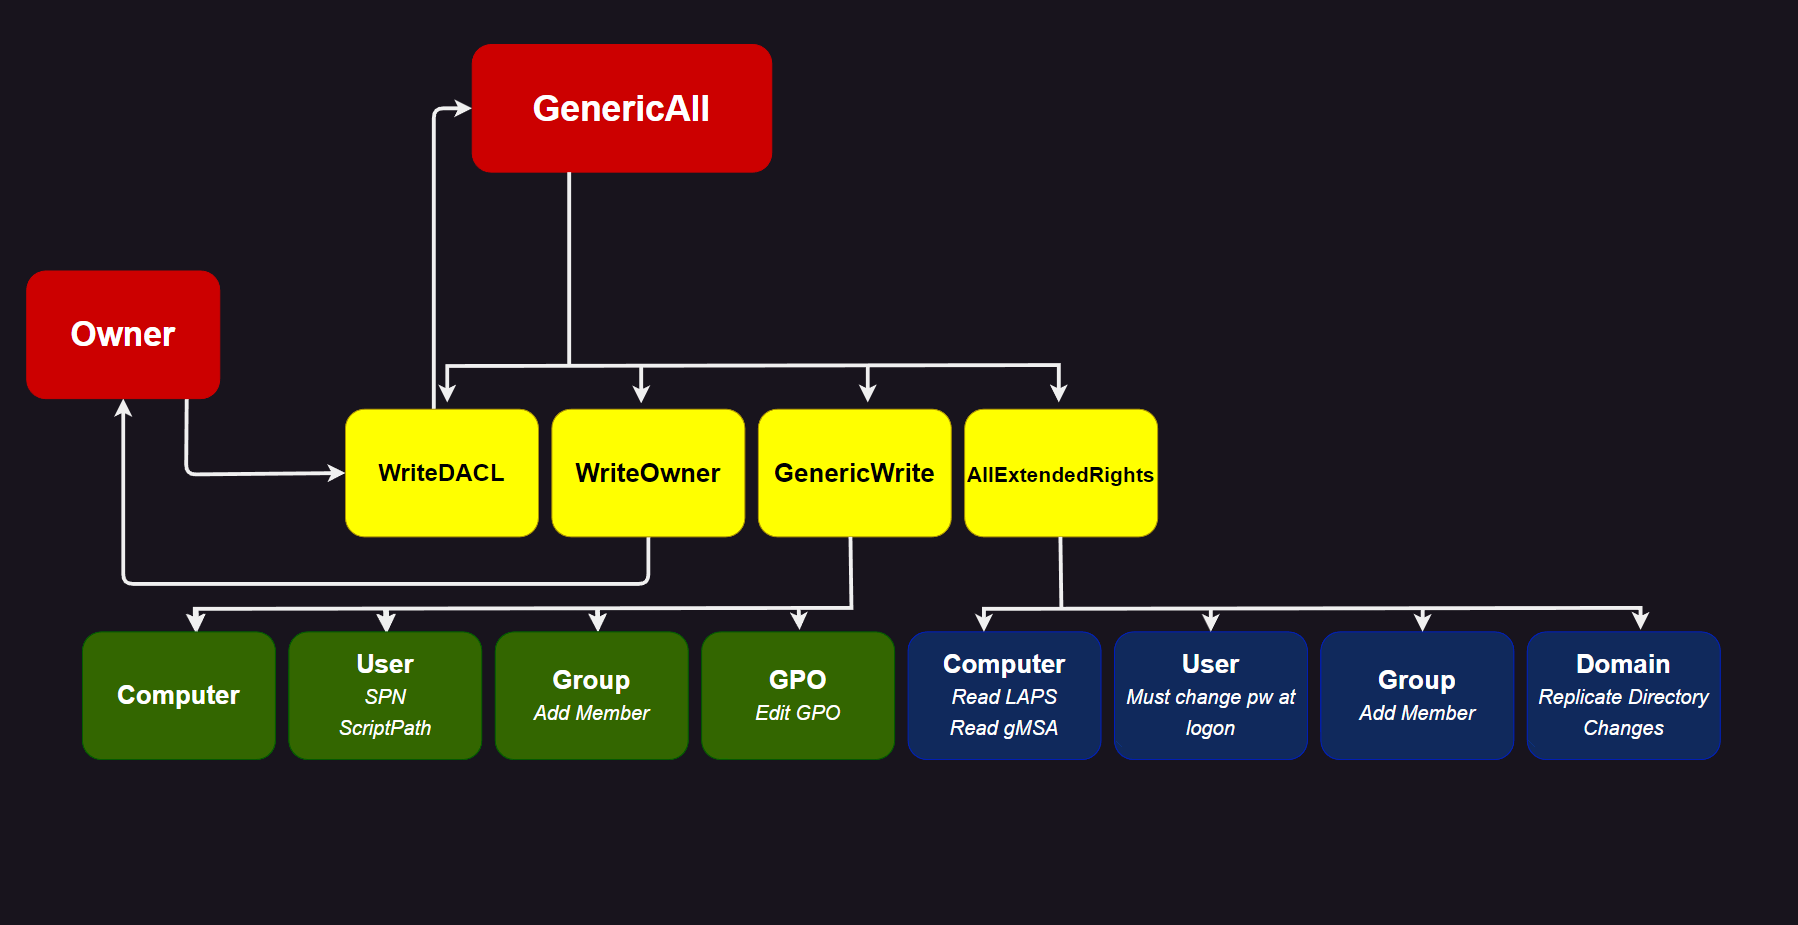 GenericAll
Owner
WriteDACL
WriteOwner
GenericWrite
AllExtendedRights
Computer
User
SPN
ScriptPath
Group
Add Member
GPO
Edit GPO
Computer
Read LAPS
Read gMSA
User
Must change pw at
logon
Group
Add Member
Domain
Replicate Directory
Changes